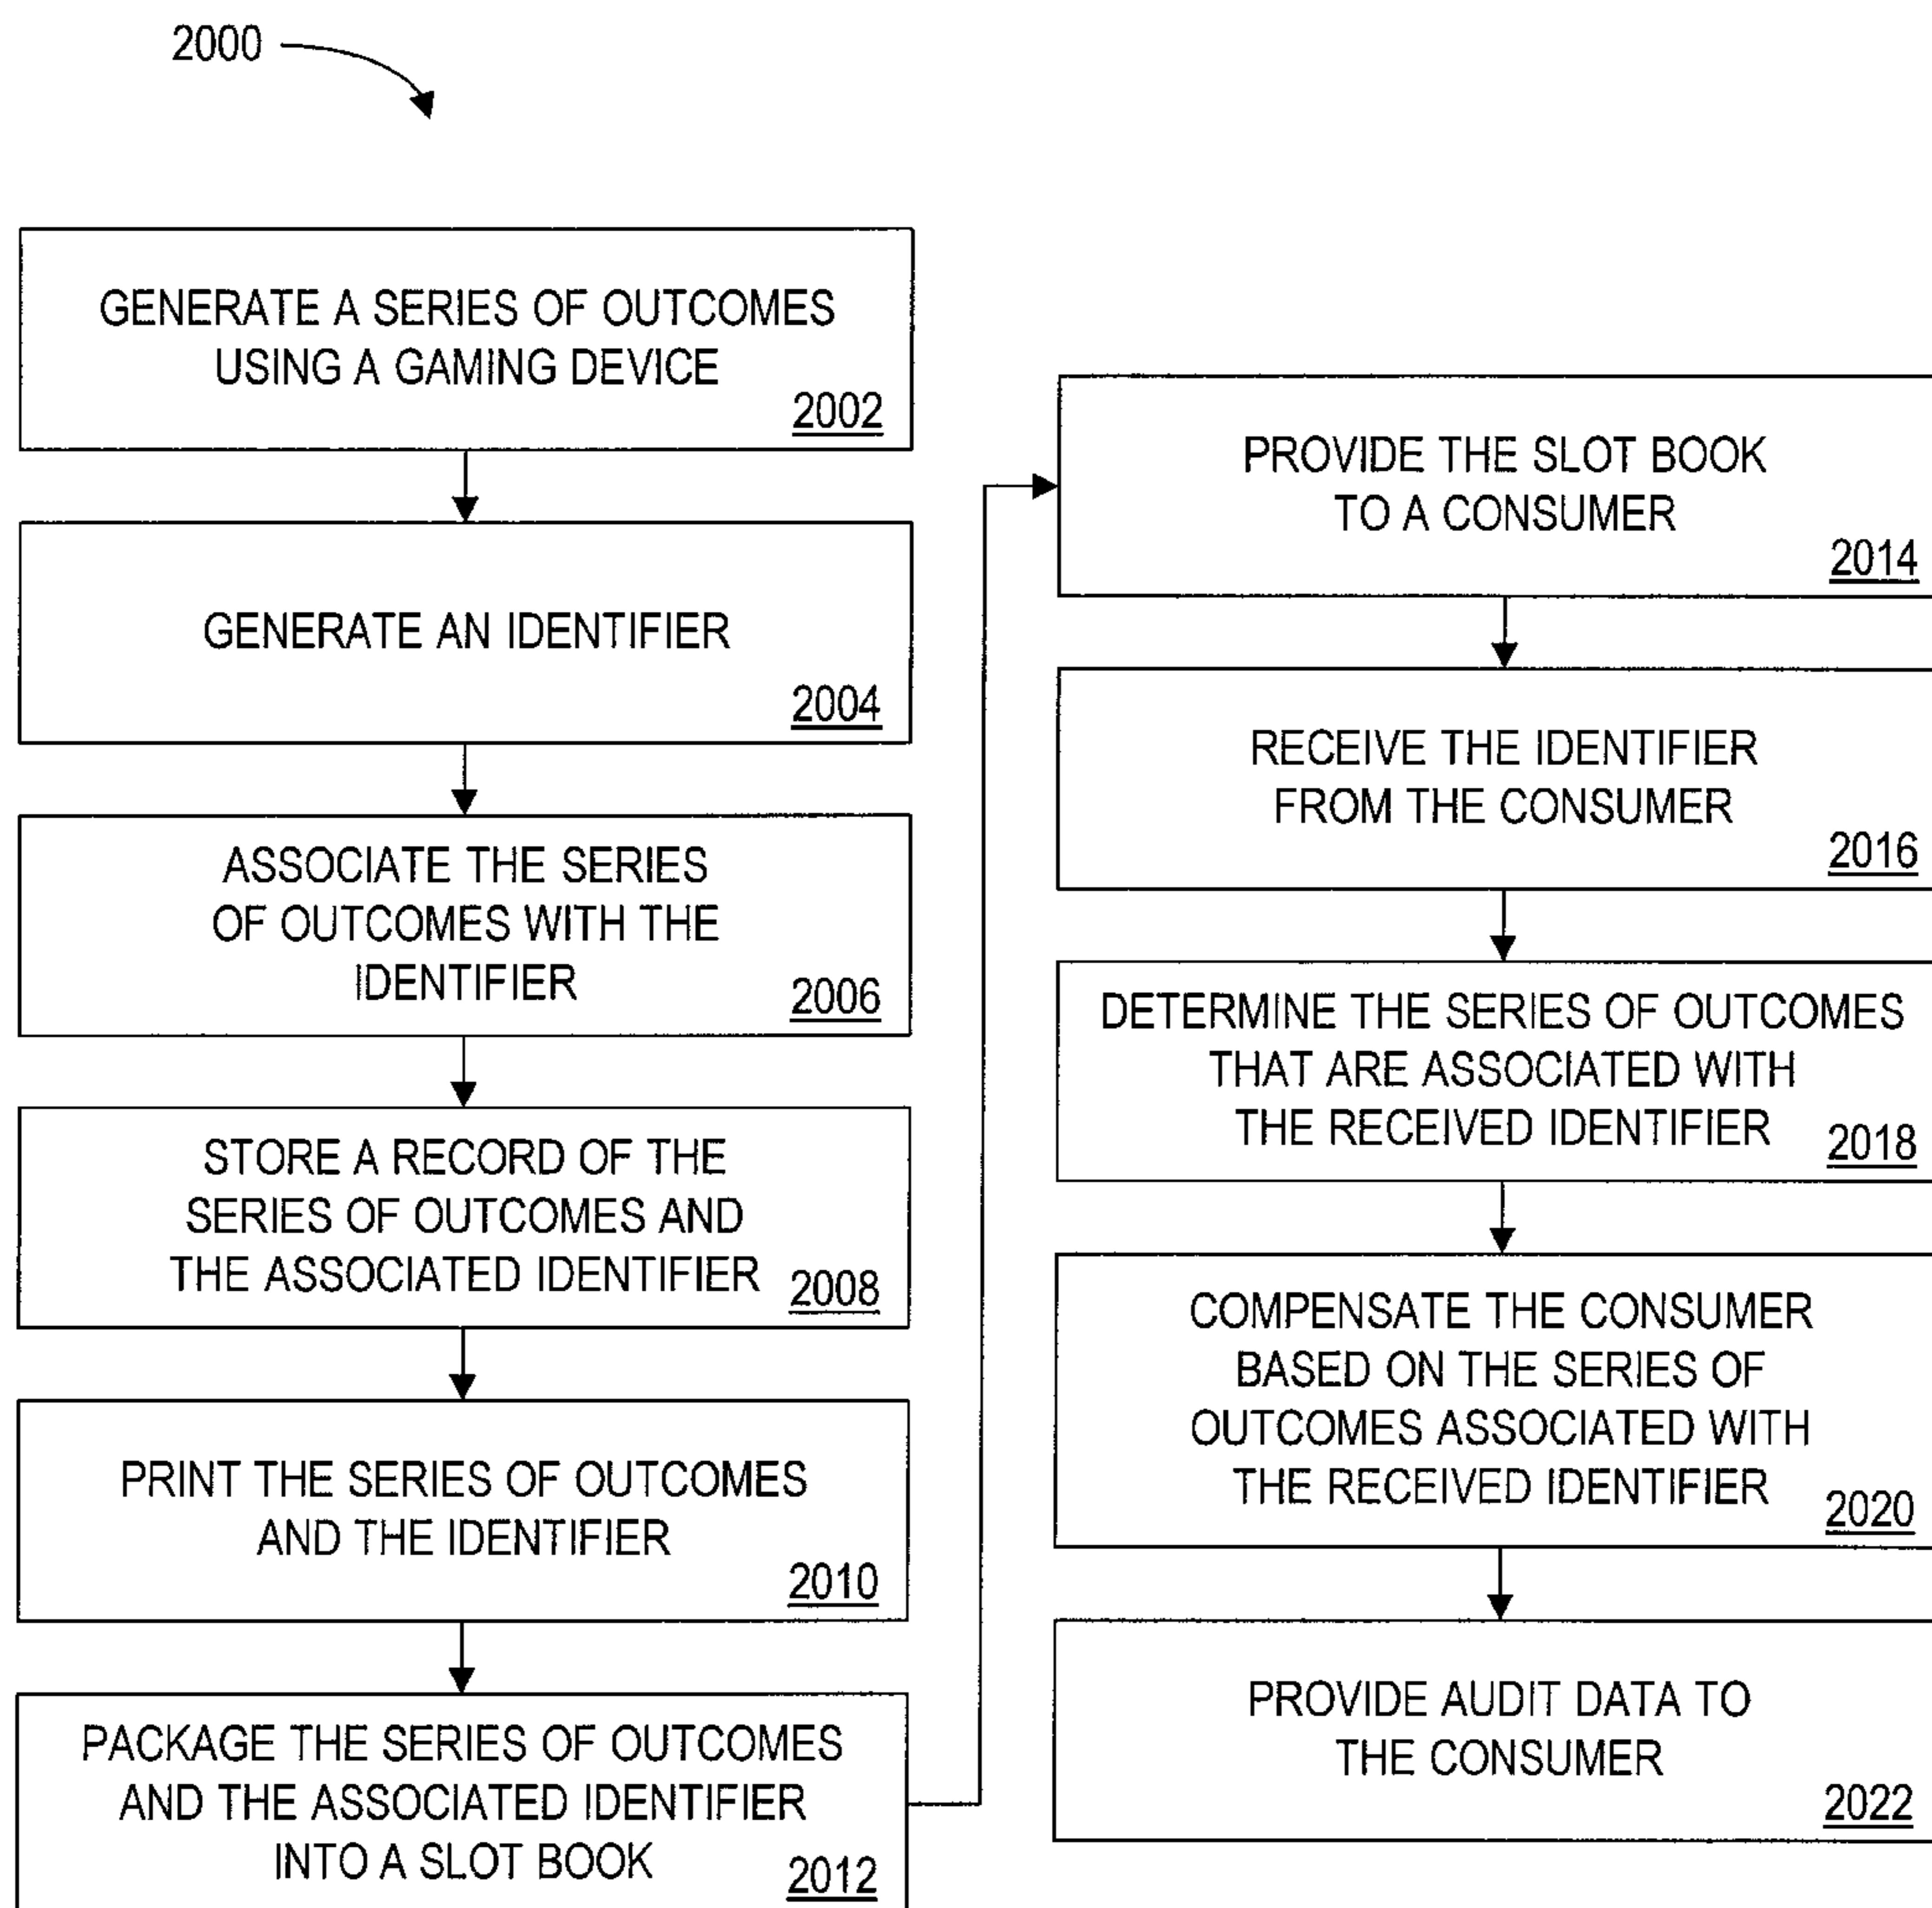 2000
GENERATE A SERIES OF OUTCOMES
USING A GAMING DEVICE
2002
GENERATE AN IDENTIFIER
2004
ASSOCIATE THE SERIES
OF OUTCOMES WITH THE
IDENTIFIER
2006
STORE A RECORD OF THE
SERIES OF OUTCOMES AND
THE ASSOCIATED IDENTIFIER
2008
PRINT THE SERIES OF OUTCOMES
AND THE IDENTIFIER
2010
PACKAGE THE SERIES OF OUTCOMES
AND THE ASSOCIATED IDENTIFIER
INTO A SLOT BOOK
2012
PROVIDE THE SLOT BOOK
TO A CONSUMER
2014
RECEIVE THE IDENTIFIER
FROM THE CONSUMER
2016
DETERMINE THE SERIES OF OUTCOMES
THAT ARE ASSOCIATED WITH
THE RECEIVED IDENTIFIER
2018
COMPENSATE THE CONSUMER
BASED ON THE SERIES OF
OUTCOMES ASSOCIATED WITH
THE RECEIVED IDENTIFIER
2020
PROVIDE AUDIT DATA TO
THE CONSUMER
2022